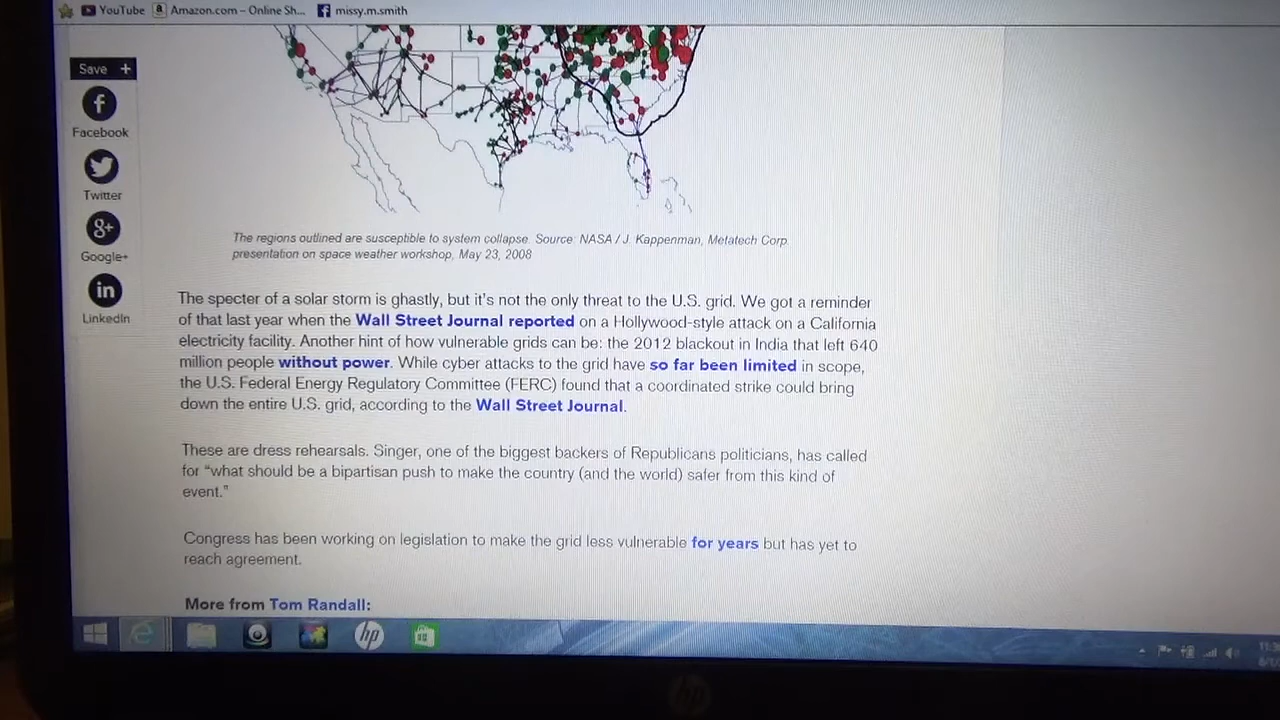 YouTube Amazon.com – Online Sh... missy.m.smith
Save +
Facebook
Twitter
Google+
LinkedIn
The regions outlined are susceptible to system collapse. Source: NASA / J. Kappenman, Metatech Corp.
presentation on space weather workshop, May 23, 2008
The specter of a solar storm is ghastly, but it's not the only threat to the U.S. grid. We got a reminder
of that last year when the Wall Street Journal reported on a Hollywood-style attack on a California
electricity facility. Another hint of how vulnerable grids can be: the 2012 blackout in India that left 640
million people without power. While cyber attacks to the grid have so far been limited in scope,
the U.S. Federal Energy Regulatory Committee (FERC) found that a coordinated strike could bring
down the entire U.S. grid, according to the Wall Street Journal.
These are dress rehearsals. Singer, one of the biggest backers of Republicans politicians, has called
for “what should be a bipartisan push to make the country (and the world) safer from this kind of
event.”
Congress has been working on legislation to make the grid less vulnerable for years but has yet to
reach agreement.
More from Tom Randall:
hp